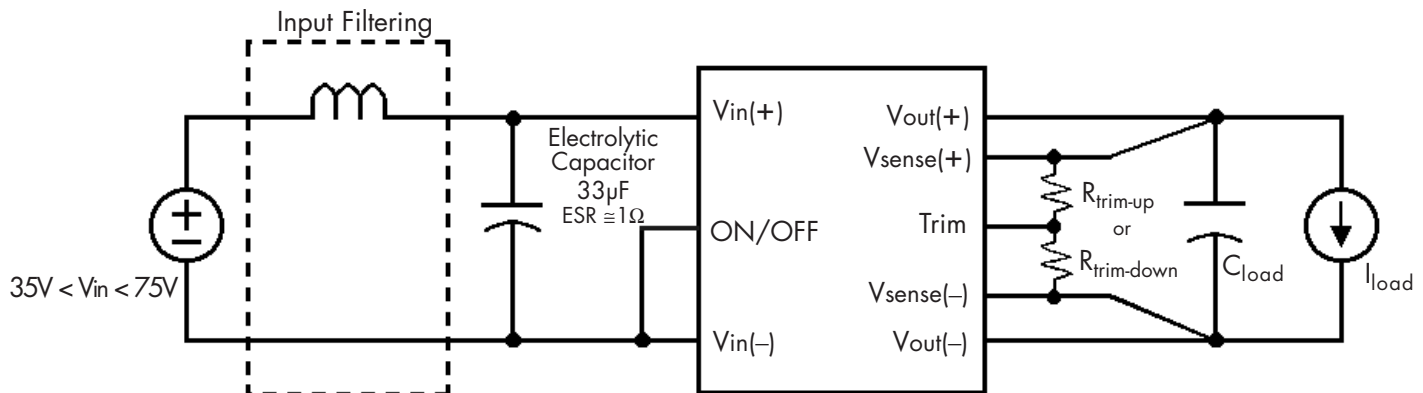 Input Filtering
Vin(+)
Vout(+)
Electrolytic
Capacitor
33µF
ESR ≅ 1Ω
Vsense(+)
Rtrim-up
ON/OFF
Trim
or
Rtrim-down
Cload
Iload
35V < Vin < 75V
Vsense(–)
Vin(–)
Vout(–)